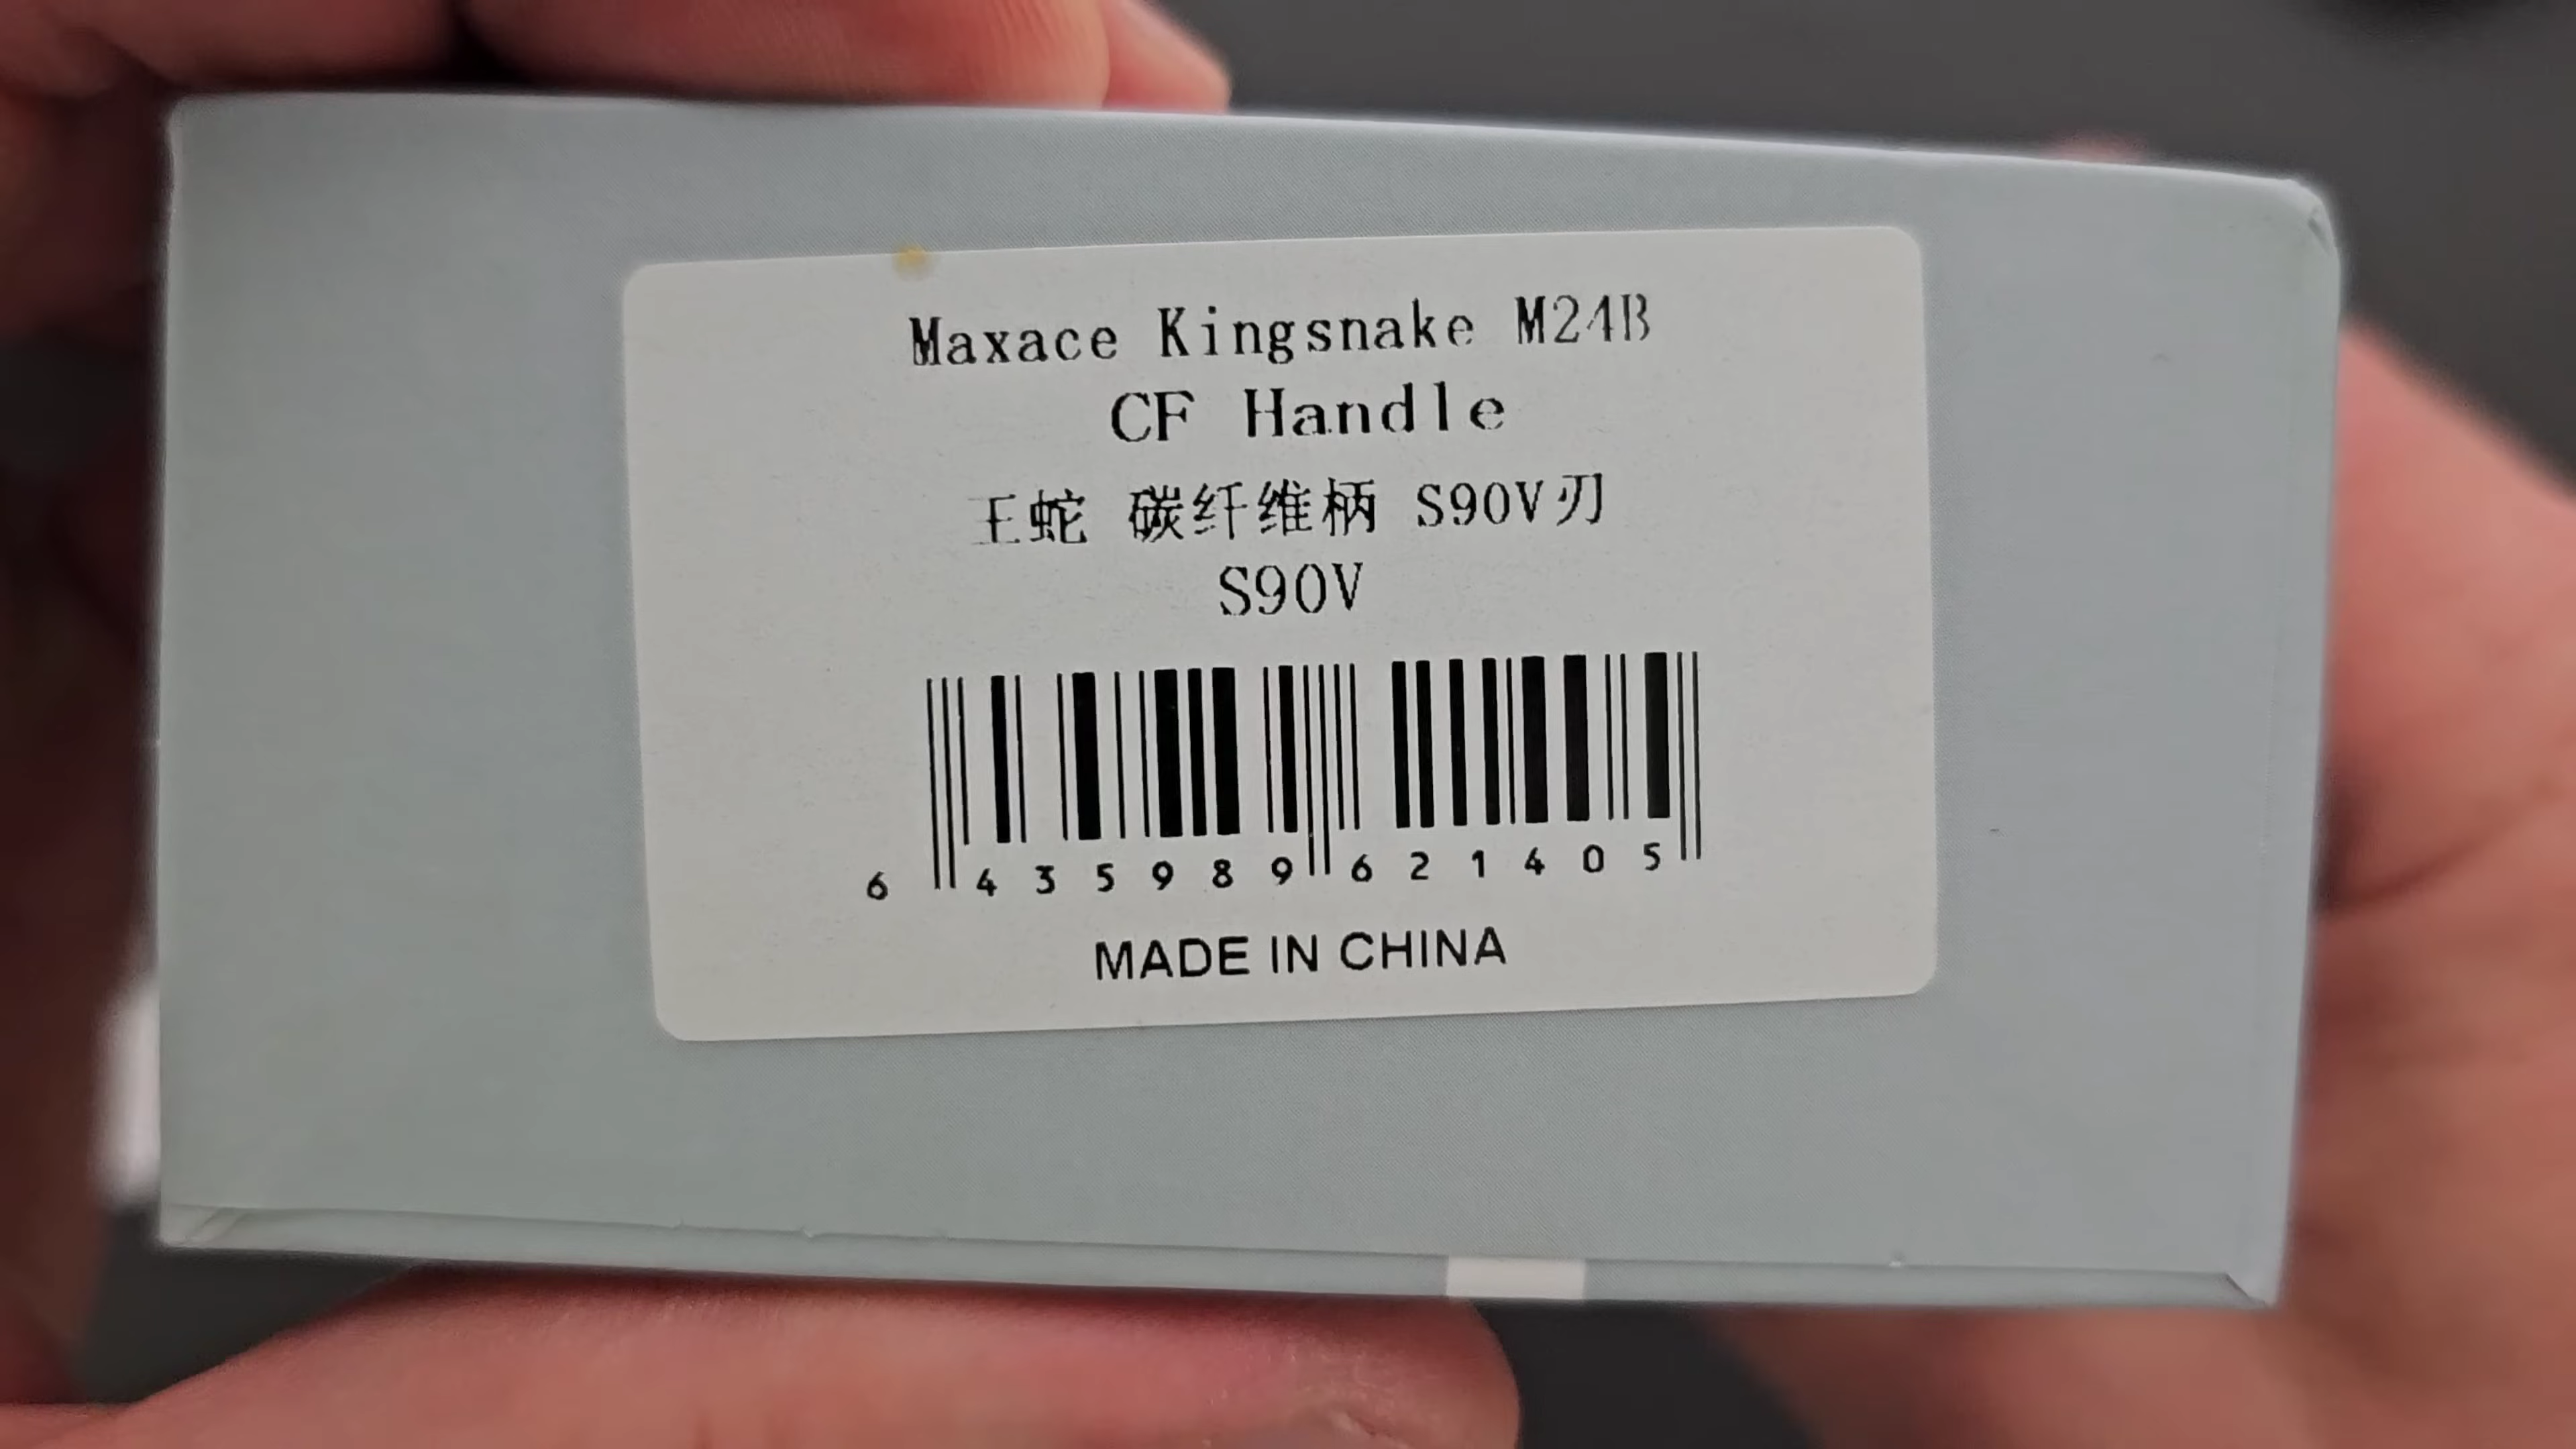 Maxace Kingsnake M24B
CF Handle
王蛇 碳纤维柄 S90V刃
S90V
6 435989 621405
MADE IN CHINA